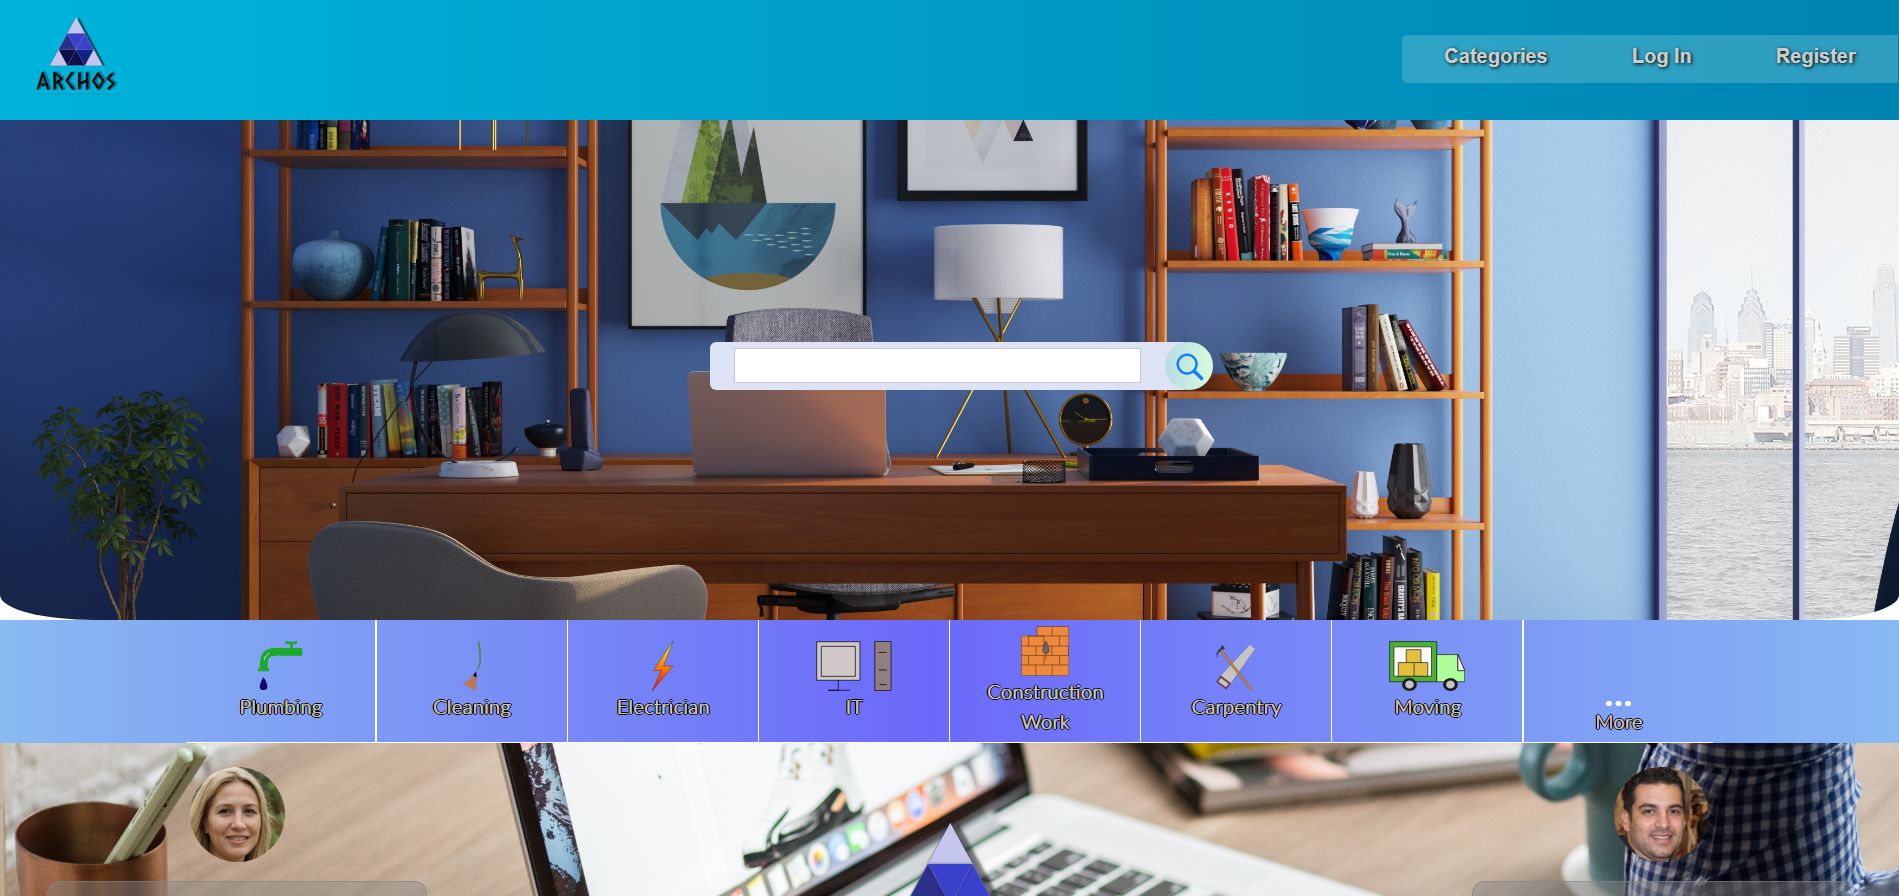 ARCHOS
Categories
Log In
Register
Plumbing
Cleaning
Electrician
IT
Construction
Work
Carpentry
Moving
More